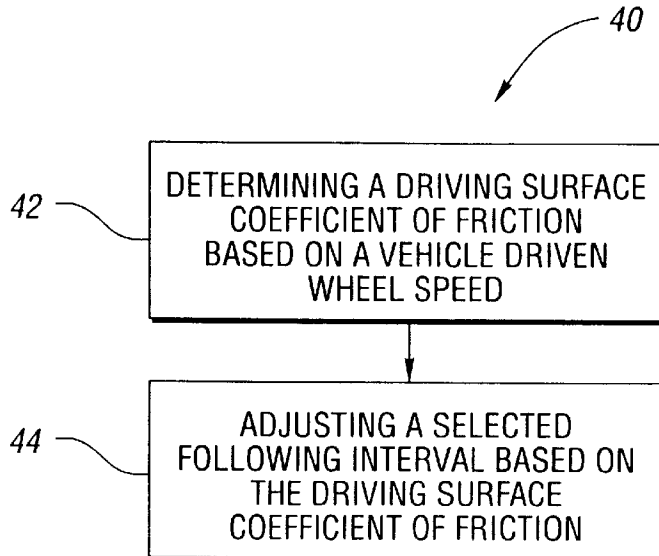 40
42
DETERMINING A DRIVING SURFACE
COEFFICIENT OF FRICTION
BASED ON A VEHICLE DRIVEN
WHEEL SPEED
44
ADJUSTING A SELECTED
FOLLOWING INTERVAL BASED ON
THE DRIVING SURFACE
COEFFICIENT OF FRICTION